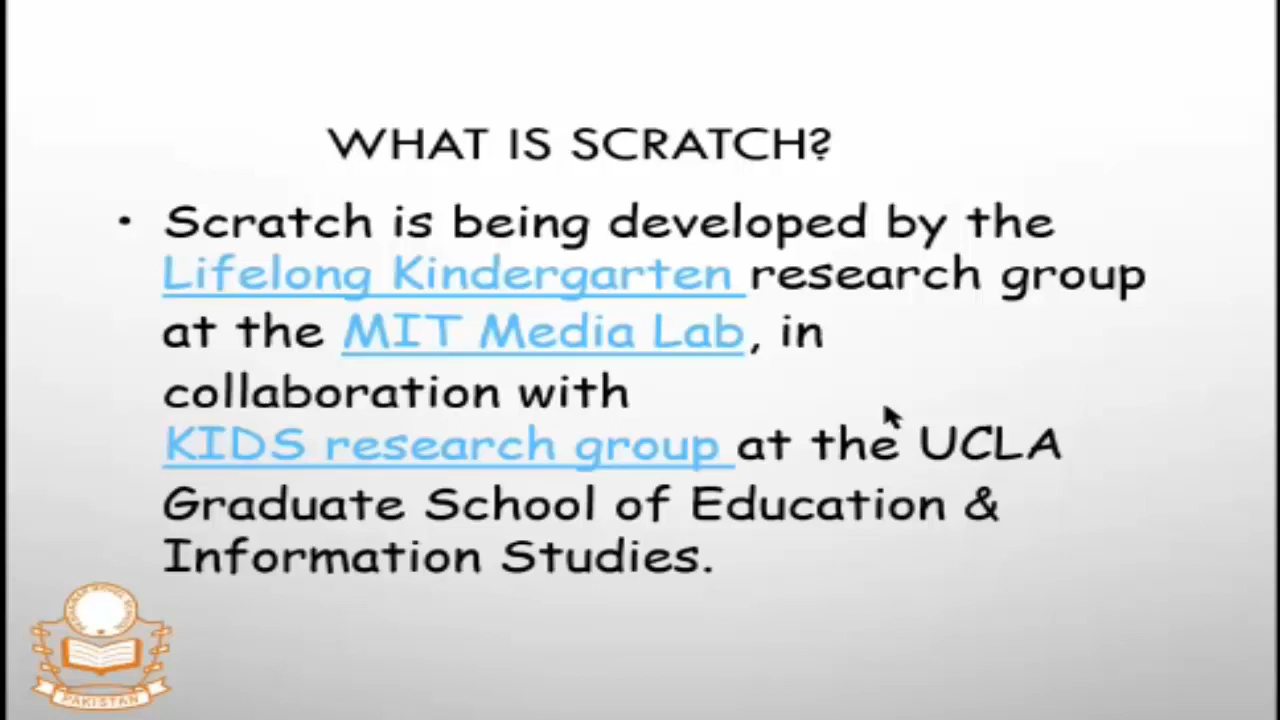 WHAT IS SCRATCH?
• Scratch is being developed by the
Lifelong Kindergarten research group
at the MIT Media Lab, in
collaboration with
KIDS research group at the UCLA
Graduate School of Education &
Information Studies.
PAKISTAN